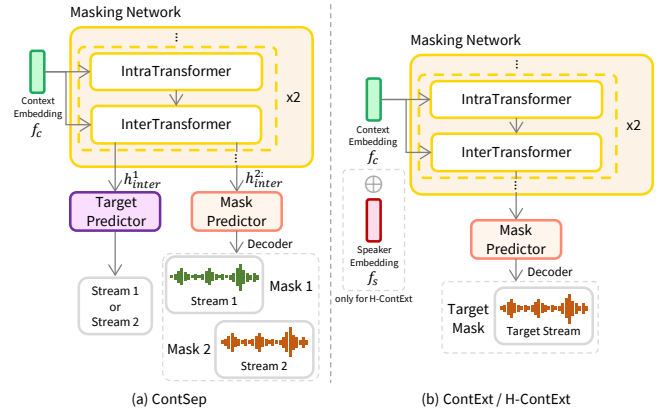 Masking Network
...
IntraTransformer
x2
InterTransformer
...
Context
Embedding
f_c
h^1_inter
h^2:_inter
Target
Predictor
Mask
Predictor
Decoder
Stream 1
or
Stream 2
Stream 1
Mask 1
Mask 2
Stream 2
(a) ContSep
Masking Network
...
IntraTransformer
x2
InterTransformer
...
Context
Embedding
f_c
⊕
Speaker
Embedding
f_s
only for H-ContExt
Mask
Predictor
Decoder
Target
Mask
Target Stream
(b) ContExt / H-ContExt